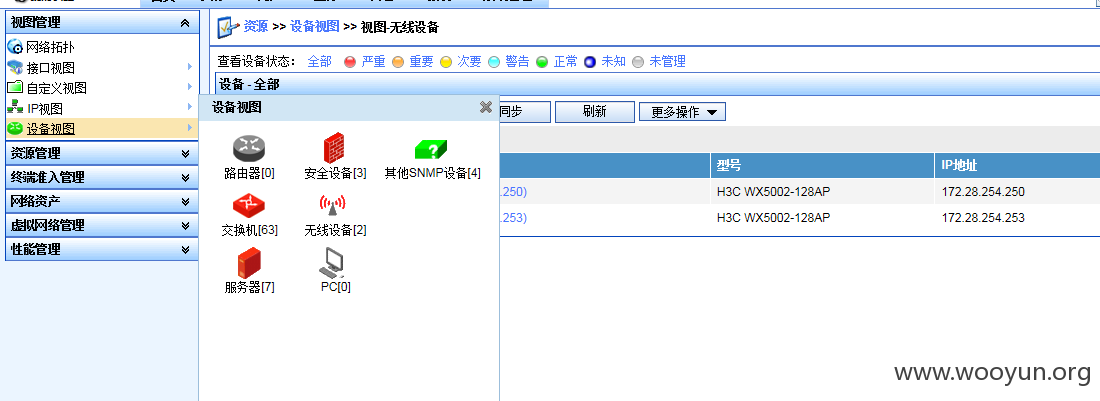 视图管理
网络拓扑
接口视图
自定义视图
IP视图
设备视图
资源管理
终端准入管理
网络资产
虚拟网络管理
性能管理
资源 >> 设备视图 >> 视图-无线设备
查看设备状态： 全部 严重 重要 次要 警告 正常 未知 未管理
设备 - 全部
同步 刷新 更多操作
型号 IP地址
.250) H3C WX5002-128AP 172.28.254.250
.253) H3C WX5002-128AP 172.28.254.253
设备视图
路由器[0] 安全设备[3] 其他SNMP设备[4]
交换机[63] 无线设备[2]
服务器[7] PC[0]
www.wooyun.org